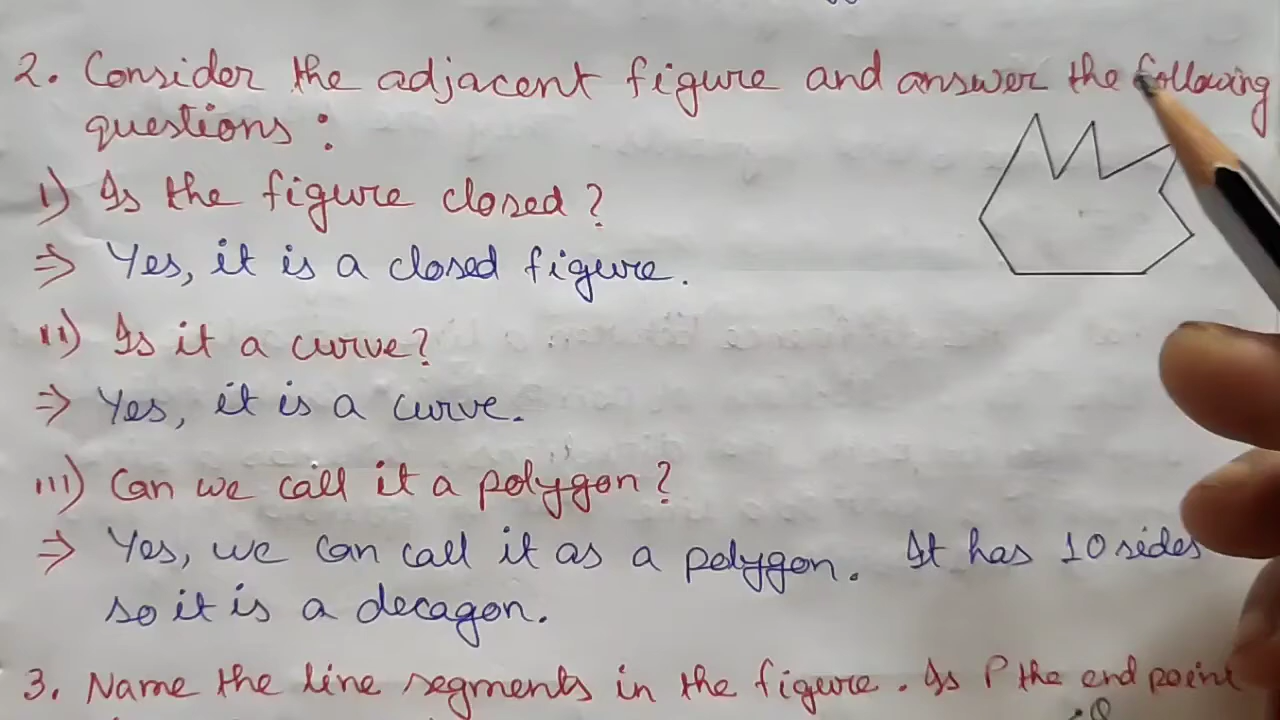 2. Consider the adjacent figure and answer the following
questions :
i) Is the figure closed ?
⇒ Yes, it is a closed figure.
ii) Is it a curve?
⇒ Yes, it is a curve.
iii) Can we call it a polygon ?
⇒ Yes, we can call it as a polygon. It has 10 sides
so it is a decagon.
3. Name the line segments in the figure. Is P the end point